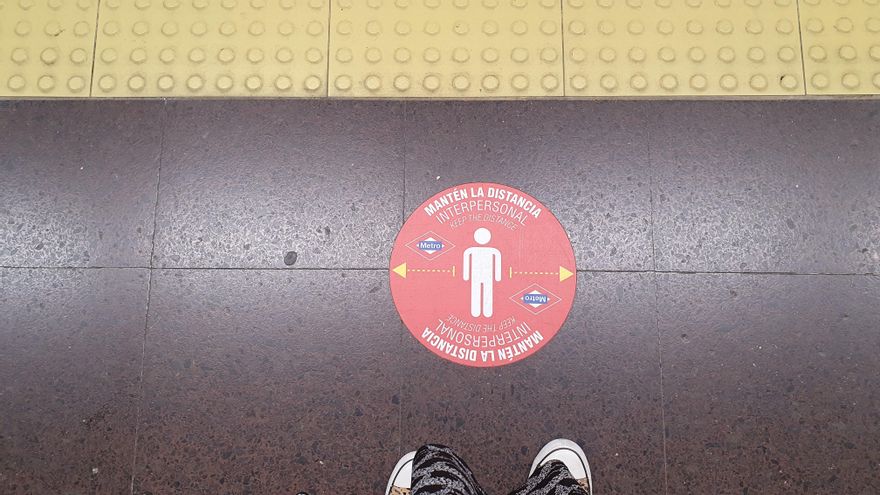 MANTÉN LA DISTANCIA
INTERPERSONAL
KEEP THE DISTANCE
Metro
Metro
KEEP THE DISTANCE
INTERPERSONAL
MANTÉN LA DISTANCIA